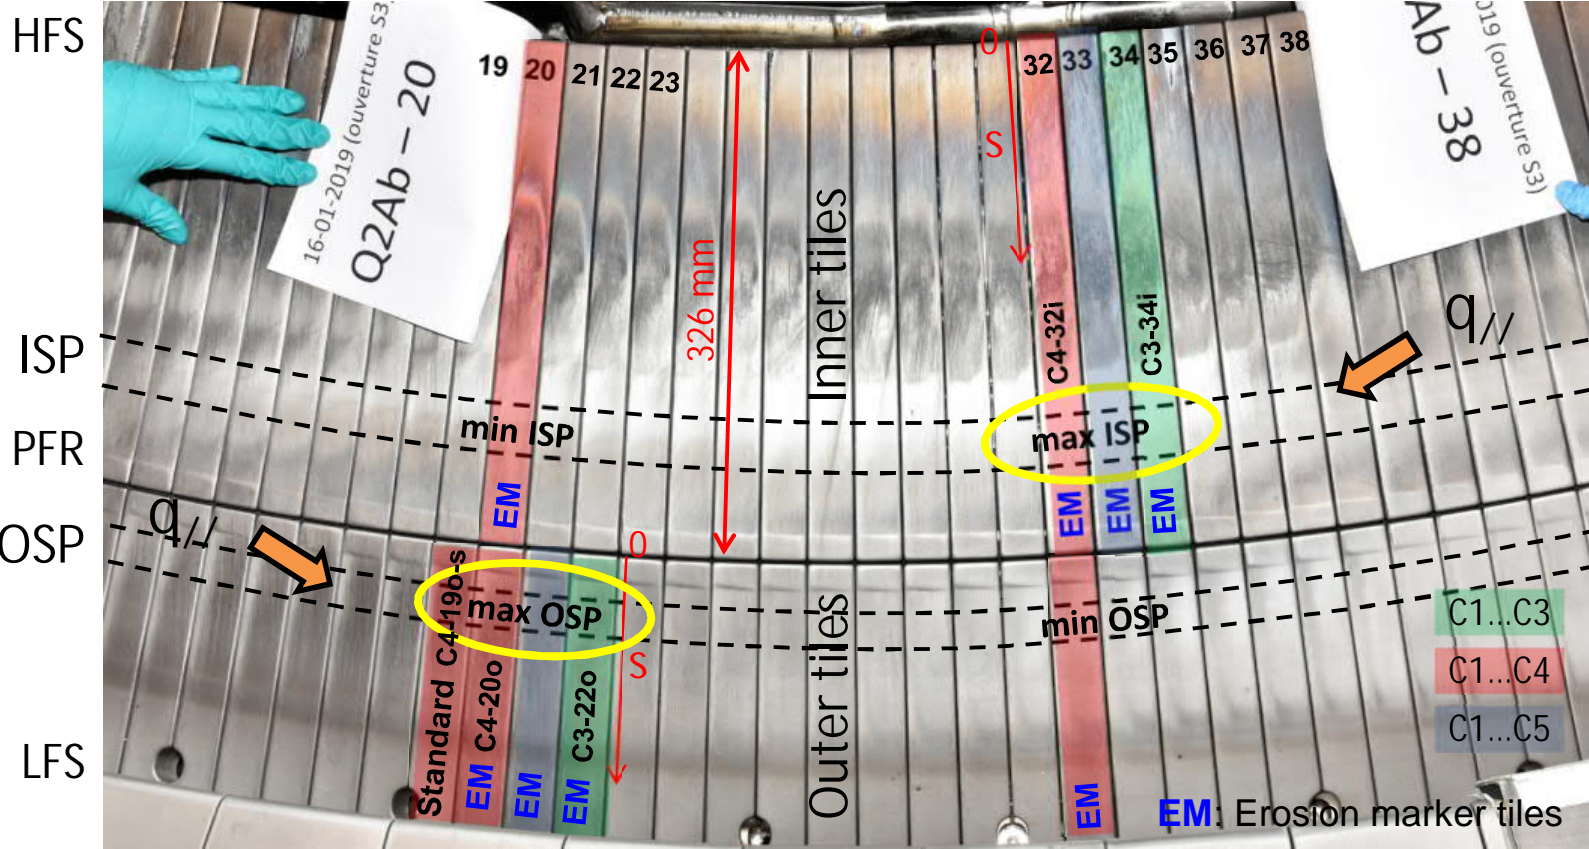 HFS
ISP
PFR
OSP
LFS
16-01-2019 (ouverture S3)
Q2Ab – 20
19 20 21 22 23
0
S
326 mm
Inner tiles
32 33 34 35 36 37 38
Ab – 38
019 (ouverture S3)
C4-32i
C3-34i
q//
min ISP
max ISP
EM
EM
EM
EM
q//
0
S
max OSP
min OSP
Standard C4-19o-s
EM C4-20o
EM
EM C3-22o
Outer tiles
EM
C1...C3
C1...C4
C1...C5
EM: Erosion marker tiles